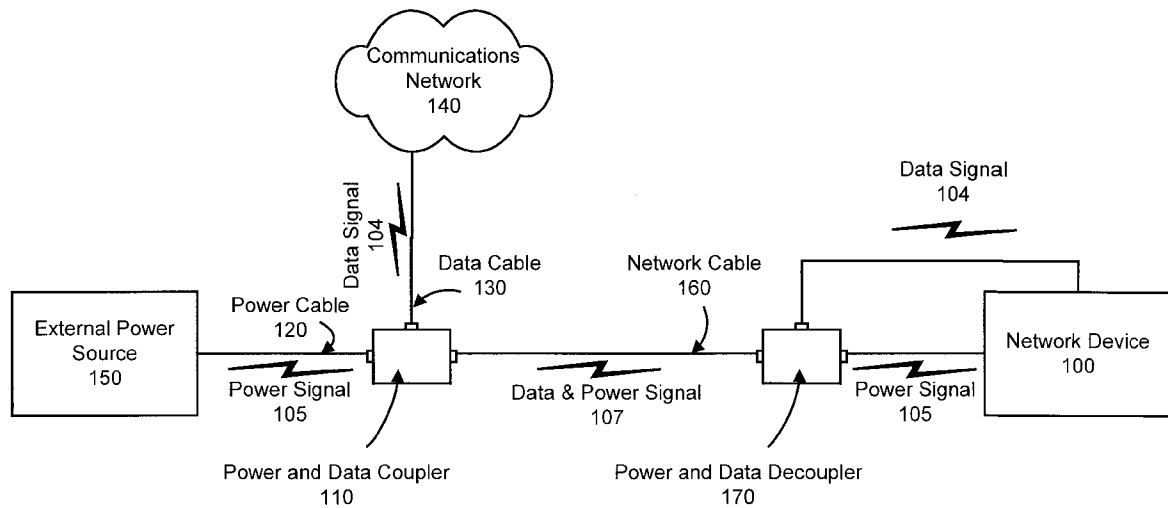 Communications
Network
140
Data Signal
104
Data Signal
104
Data Cable
130
Network Cable
160
Power Cable
120
External Power
Source
150
Network Device
100
Power Signal
105
Data & Power Signal
107
Power Signal
105
Power and Data Coupler
110
Power and Data Decoupler
170